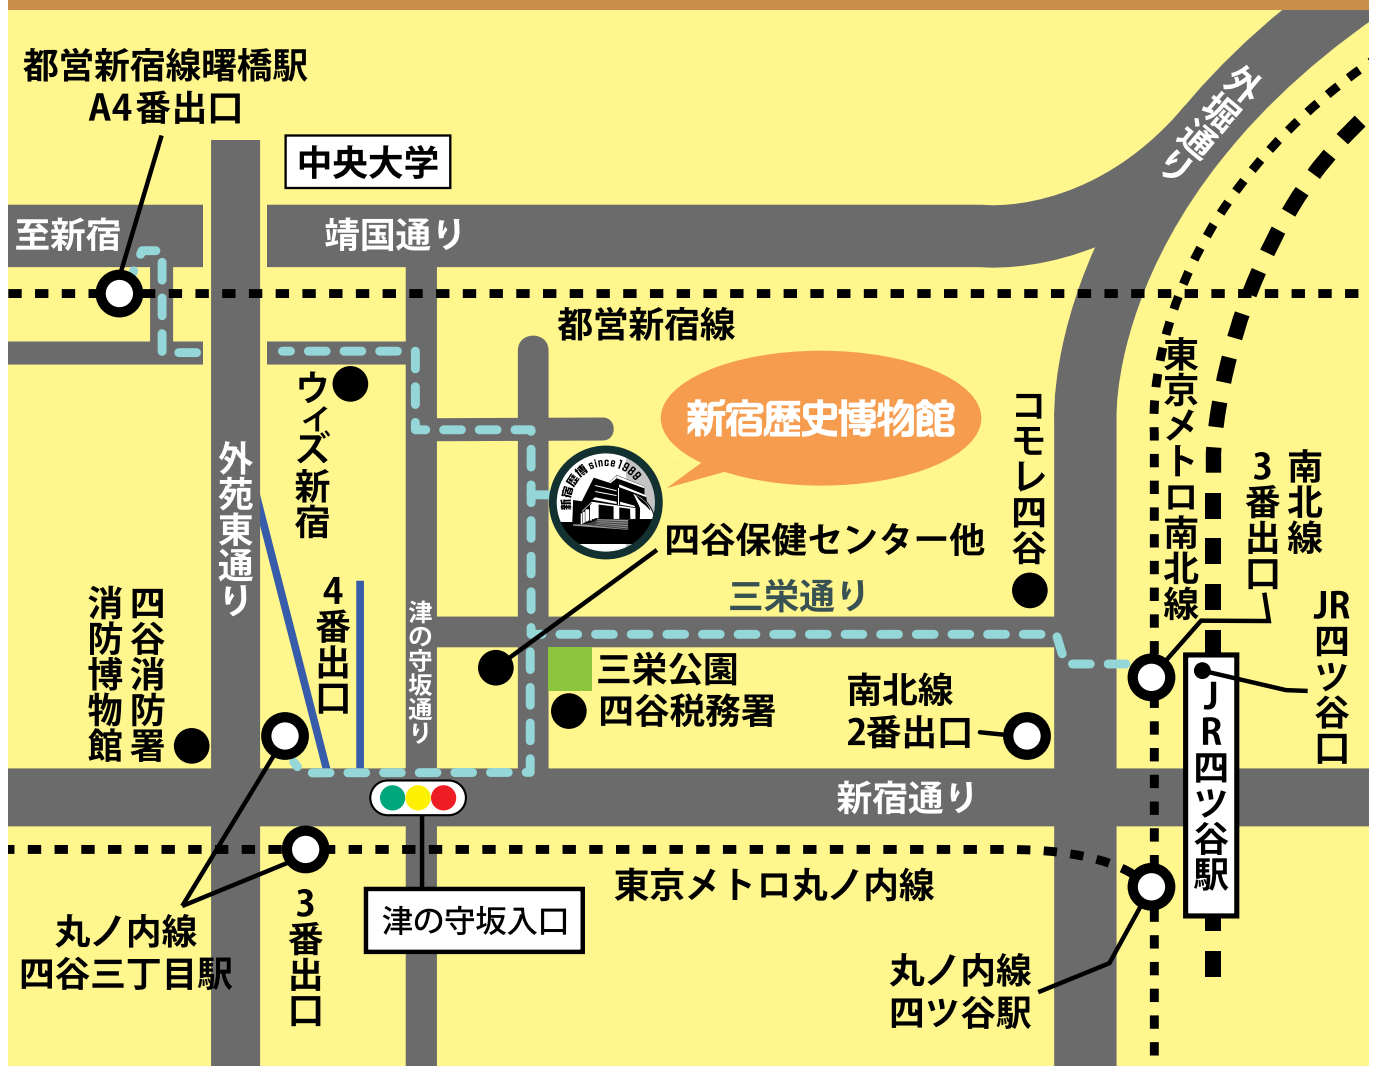 都営新宿線曙橋駅
A4番出口
中央大学
外堀通り
至新宿
靖国通り
都営新宿線
新宿歴史博物館
新宿歴博 since 1989
ウィズ新宿
コモレ四谷
東京メトロ南北線
南北線
3番出口
外苑東通り
四谷保健センター他
三栄通り
4番出口
津の守坂通り
JR四ツ谷口
四谷消防署
消防博物館
三栄公園
四谷税務署
南北線
2番出口
JR四ツ谷駅
新宿通り
東京メトロ丸ノ内線
3番出口
津の守坂入口
丸ノ内線
四谷三丁目駅
丸ノ内線
四ツ谷駅